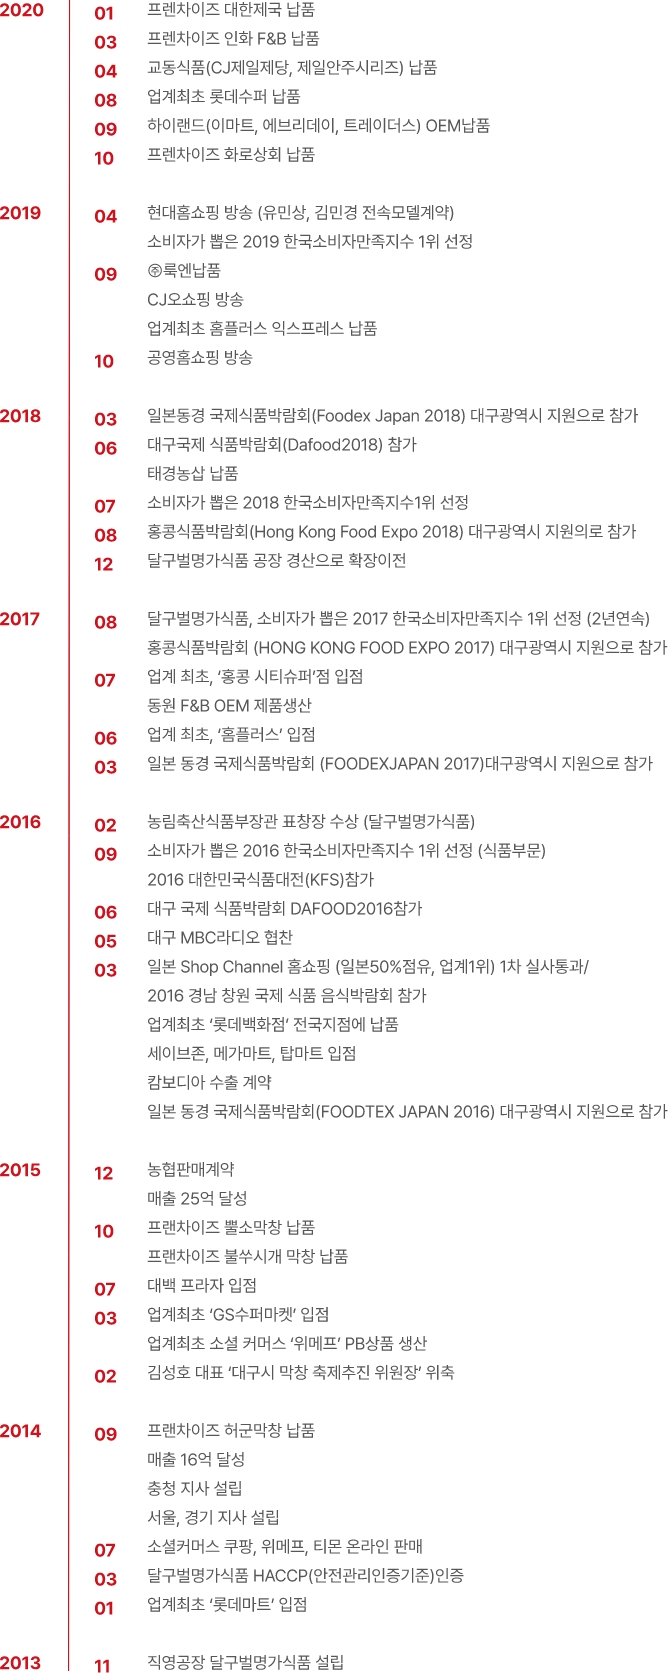 2020 01 프렌차이즈 대한제국 납품
03 프렌차이즈 인화 F&B 납품
04 교동식품(CJ제일제당, 제일안주시리즈) 납품
08 업계최초 롯데수퍼 납품
09 하이랜드(이마트, 에브리데이, 트레이더스) OEM납품
10 프렌차이즈 화로상회 납품
2019 04 현대홈쇼핑 방송 (유민상, 김민경 전속모델계약)
소비자가 뽑은 2019 한국소비자만족지수 1위 선정
09 ㈜룩엔납품
CJ오쇼핑 방송
업계최초 홈플러스 익스프레스 납품
10 공영홈쇼핑 방송
2018 03 일본동경 국제식품박람회(Foodex Japan 2018) 대구광역시 지원으로 참가
06 대구국제 식품박람회(Dafood2018) 참가
태경농삽 납품
07 소비자가 뽑은 2018 한국소비자만족지수1위 선정
08 홍콩식품박람회(Hong Kong Food Expo 2018) 대구광역시 지원의로 참가
12 달구벌명가식품 공장 경산으로 확장이전
2017 08 달구벌명가식품, 소비자가 뽑은 2017 한국소비자만족지수 1위 선정 (2년연속)
홍콩식품박람회 (HONG KONG FOOD EXPO 2017) 대구광역시 지원으로 참가
07 업계 최초, ‘홍콩 시티슈퍼’점 입점
동원 F&B OEM 제품생산
06 업계 최초, ‘홈플러스’ 입점
03 일본 동경 국제식품박람회 (FOODEXJAPAN 2017)대구광역시 지원으로 참가
2016 02 농림축산식품부장관 표창장 수상 (달구벌명가식품)
09 소비자가 뽑은 2016 한국소비자만족지수 1위 선정 (식품부문)
2016 대한민국식품대전(KFS)참가
06 대구 국제 식품박람회 DAFOOD2016참가
05 대구 MBC라디오 협찬
03 일본 Shop Channel 홈쇼핑 (일본50%점유, 업계1위) 1차 실사통과/
2016 경남 창원 국제 식품 음식박람회 참가
업계최초 ‘롯데백화점’ 전국지점에 납품
세이브존, 메가마트, 탑마트 입점
캄보디아 수출 계약
일본 동경 국제식품박람회(FOODTEX JAPAN 2016) 대구광역시 지원으로 참가
2015 12 농협판매계약
매출 25억 달성
10 프랜차이즈 뿔소막창 납품
프랜차이즈 불쑤시개 막창 납품
07 대백 프라자 입점
03 업계최초 ‘GS수퍼마켓’ 입점
업계최초 소셜 커머스 ‘위메프’ PB상품 생산
02 김성호 대표 ‘대구시 막창 축제추진 위원장’ 위축
2014 09 프랜차이즈 허군막창 납품
매출 16억 달성
충청 지사 설립
서울, 경기 지사 설립
07 소셜커머스 쿠팡, 위메프, 티몬 온라인 판매
03 달구벌명가식품 HACCP(안전관리인증기준)인증
01 업계최초 ‘롯데마트’ 입점
2013 11 직영공장 달구벌명가식품 설립